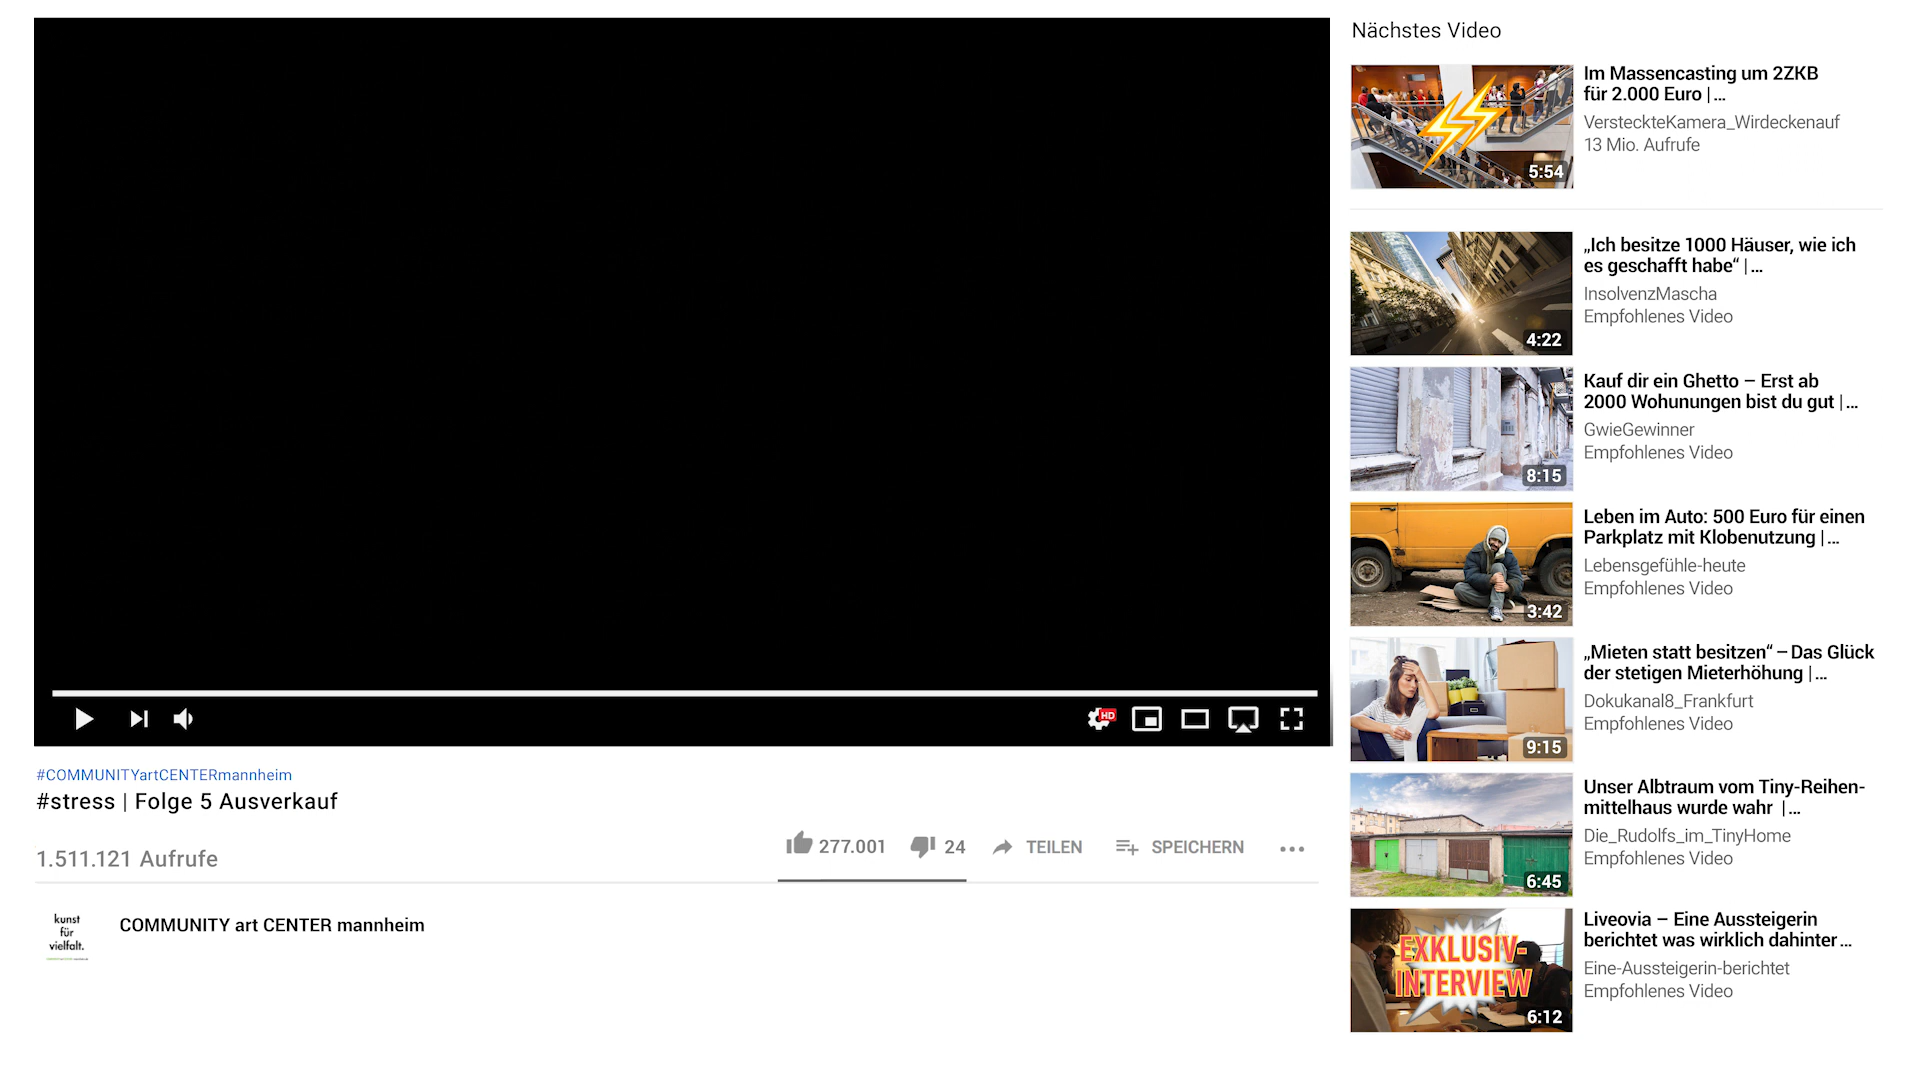 Nächstes Video
Im Massencasting um 2ZKB
für 2.000 Euro | ...
VersteckteKamera_Wirdeckenauf
13 Mio. Aufrufe
5:54
„Ich besitze 1000 Häuser, wie ich
es geschafft habe“ | ...
InsolvenzMascha
Empfohlenes Video
4:22
Kauf dir ein Ghetto – Erst ab
2000 Wohunungen bist du gut | ...
GwieGewinner
Empfohlenes Video
8:15
Leben im Auto: 500 Euro für einen
Parkplatz mit Klobenutzung | ...
Lebensgefühle-heute
Empfohlenes Video
3:42
„Mieten statt besitzen“ – Das Glück
der stetigen Mieterhöhung | ...
Dokukanal8_Frankfurt
Empfohlenes Video
9:15
Unser Albtraum vom Tiny-Reihen-
mittelhaus wurde wahr | ...
Die_Rudolfs_im_TinyHome
Empfohlenes Video
6:45
Liveovia – Eine Aussteigerin
berichtet was wirklich dahinter ...
Eine-Aussteigerin-berichtet
Empfohlenes Video
EXKLUSIV-
INTERVIEW
6:12
HD
#COMMUNITYartCENTERmannheim
#stress | Folge 5 Ausverkauf
1.511.121 Aufrufe
277.001
24
TEILEN
SPEICHERN
kunst
für
vielfalt.
COMMUNITY art CENTER mannheim